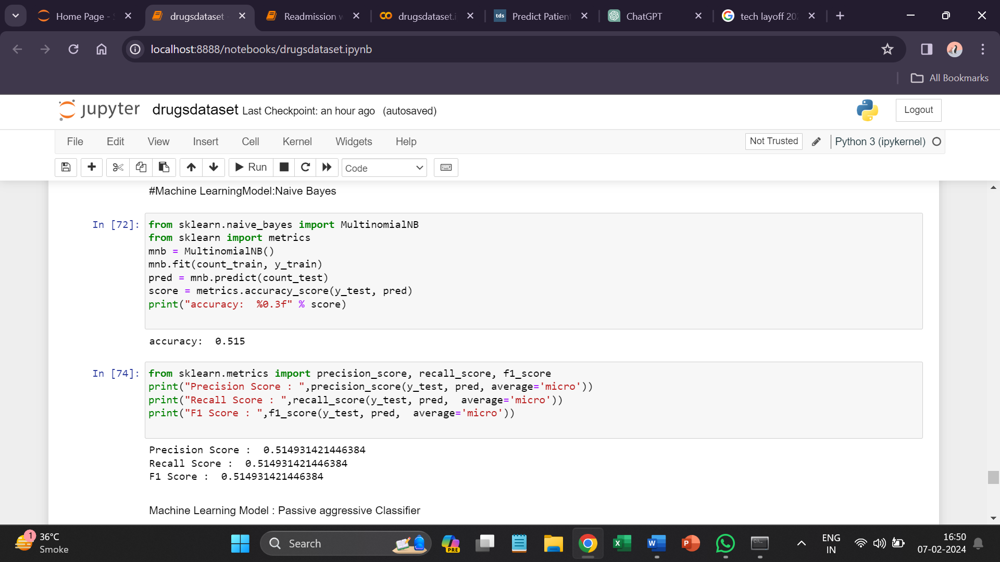 Home Page -
drugsdataset
Readmission
drugsdataset.i
tds
Predict Patien
ChatGPT
tech layoff 20
localhost:8888/notebooks/drugsdataset.ipynb
All Bookmarks
jupyter drugsdataset Last Checkpoint: an hour ago (autosaved)
Logout
File Edit View Insert Cell Kernel Widgets Help
Not Trusted
Python 3 (ipykernel)
Run
Code
#Machine LearningModel:Naive Bayes
In [72]:
from sklearn.naive_bayes import MultinomialNB
from sklearn import metrics
mnb = MultinomialNB()
mnb.fit(count_train, y_train)
pred = mnb.predict(count_test)
score = metrics.accuracy_score(y_test, pred)
print("accuracy:  %0.3f" % score)
accuracy:  0.515
In [74]:
from sklearn.metrics import precision_score, recall_score, f1_score
print("Precision Score : ",precision_score(y_test, pred, average='micro'))
print("Recall Score : ",recall_score(y_test, pred,  average='micro'))
print("F1 Score : ",f1_score(y_test, pred,  average='micro'))
Precision Score :  0.514931421446384
Recall Score :  0.514931421446384
F1 Score :  0.514931421446384
Machine Learning Model : Passive aggressive Classifier
1
36°C
Smoke
Search
PRE
ENG
IN
16:50
07-02-2024